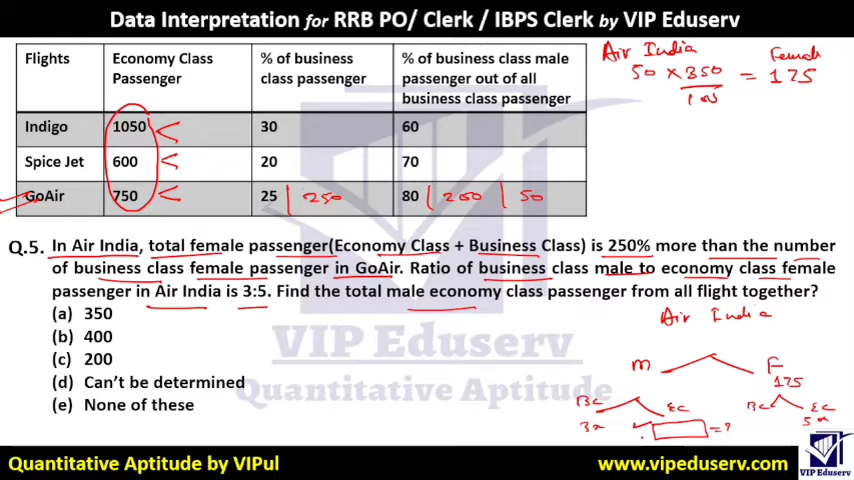 Data Interpretation for RRB PO/ Clerk / IBPS Clerk by VIP Eduserv
Flights
Economy Class Passenger
% of business class passenger
% of business class male passenger out of all business class passenger
Air India
Female
50 × 350 / 100 = 175
Indigo 1050 30 60
Spice Jet 600 20 70
GoAir 750 25 250 80 200 50
Q.5. In Air India, total female passenger(Economy Class + Business Class) is 250% more than the number
of business class female passenger in GoAir. Ratio of business class male to economy class female
passenger in Air India is 3:5. Find the total male economy class passenger from all flight together?
(a) 350
(b) 400
(c) 200
(d) Can't be determined
(e) None of these
Air India
M F
175
BC EC BC EC
3x = ? 5x
VIP Eduserv
Quantitative Aptitude
Quantitative Aptitude by VIPul
www.vipeduserv.com